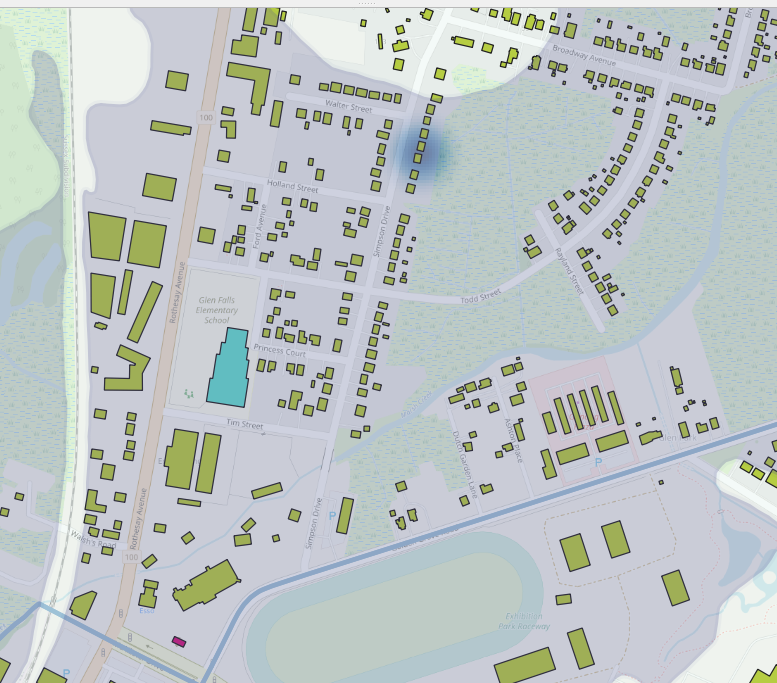 Broadway Avenue
Walter Street
100
Holland Street
Ford Avenue
Simpson Drive
Rayland Street
Todd Street
Rothesay Avenue
Glen Falls
Elementary
School
Princess Court
Tim Street
Ashton Place
Dutch Garden Lane
P
Simpson Drive
P
Rothesay Avenue
Walsh's Road
100
Exhibition
Park Raceway
P